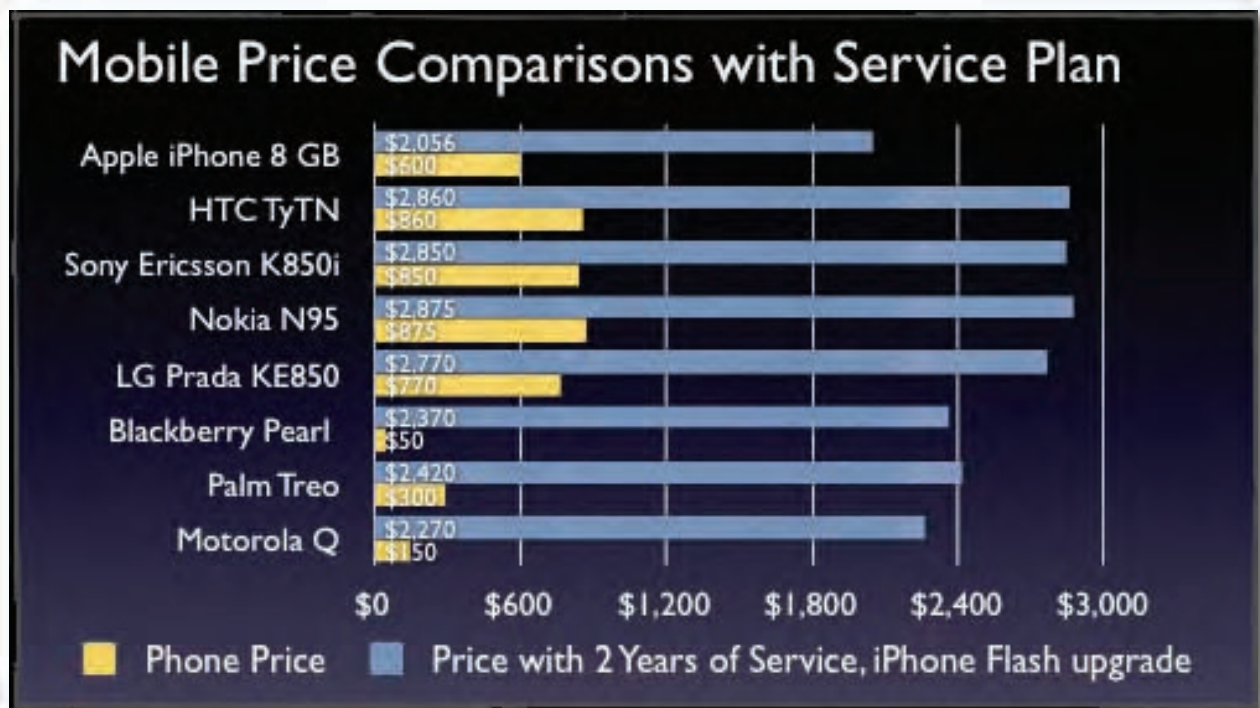 Mobile Price Comparisons with Service Plan
Apple iPhone 8 GB
$2,056
$600
HTC TyTN
$2,860
$860
Sony Ericsson K850i
$2,850
$850
Nokia N95
$2,875
$875
LG Prada KE850
$2,770
$770
Blackberry Pearl
$2,370
$50
Palm Treo
$2,420
$300
Motorola Q
$2,270
$150
$0 $600 $1,200 $1,800 $2,400 $3,000
Phone Price Price with 2 Years of Service, iPhone Flash upgrade